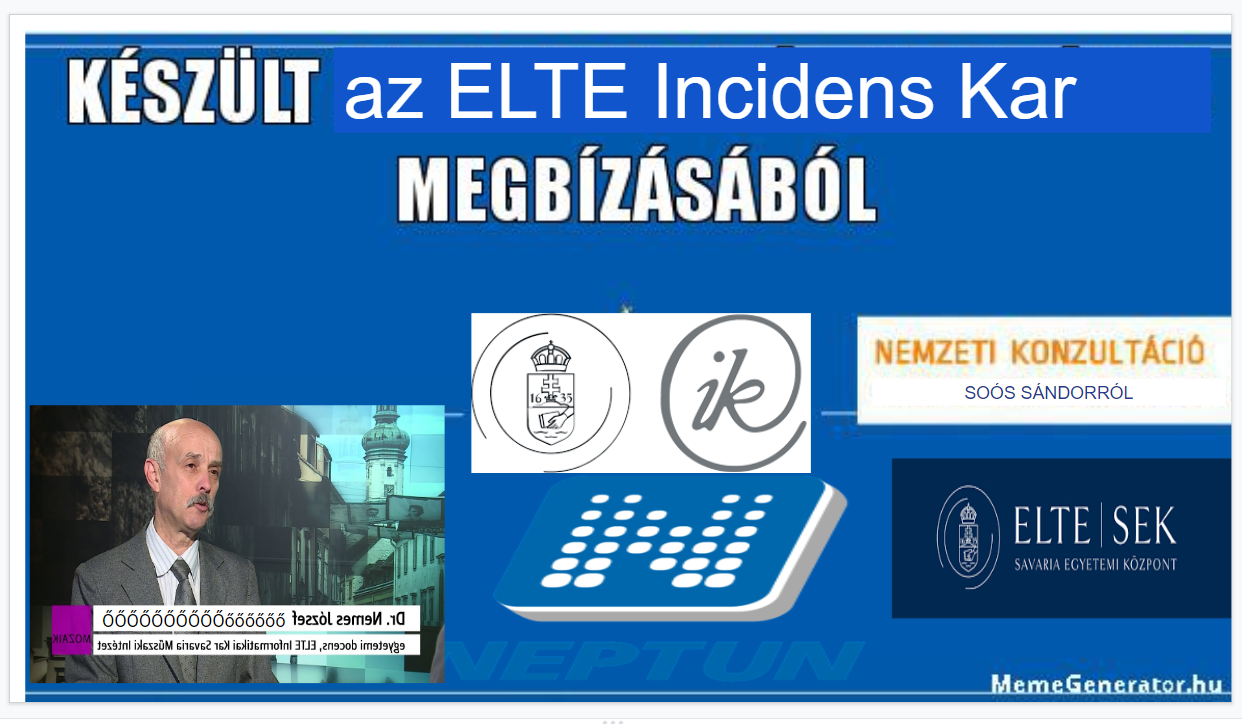 KÉSZÜLT az ELTE Incidens Kar
MEGBÍZÁSÁBÓL
16 35
ik
NEMZETI KONZULTÁCIÓ
SOÓS SÁNDORRÓL
ELTE | SEK
SAVARIA EGYETEMI KÖZPONT
N
Dr. Nemes József ŐŐŐŐŐŐŐŐŐŐőőőőőő
MOZAIK
egyetemi docens, ELTE Informatikai Kar Savaria Műszaki Intézet
NEPTUN
MemeGenerator.hu